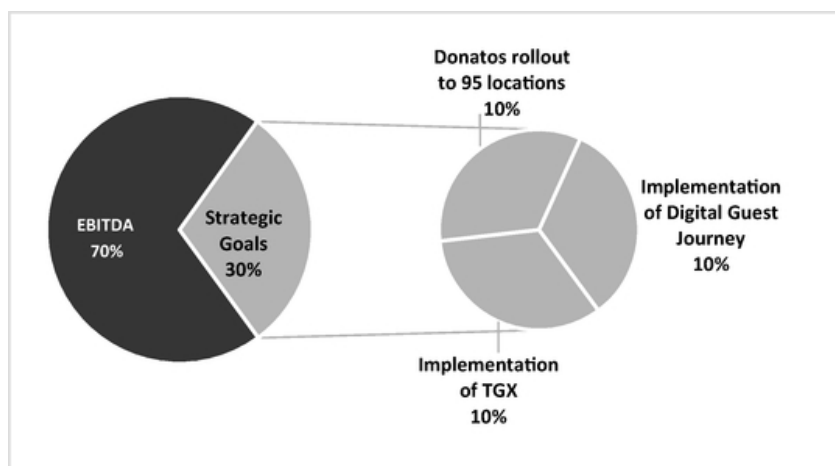 Donatos rollout
to 95 locations
10%
EBITDA
70%
Strategic
Goals
30%
Implementation
of Digital Guest
Journey
10%
Implementation
of TGX
10%